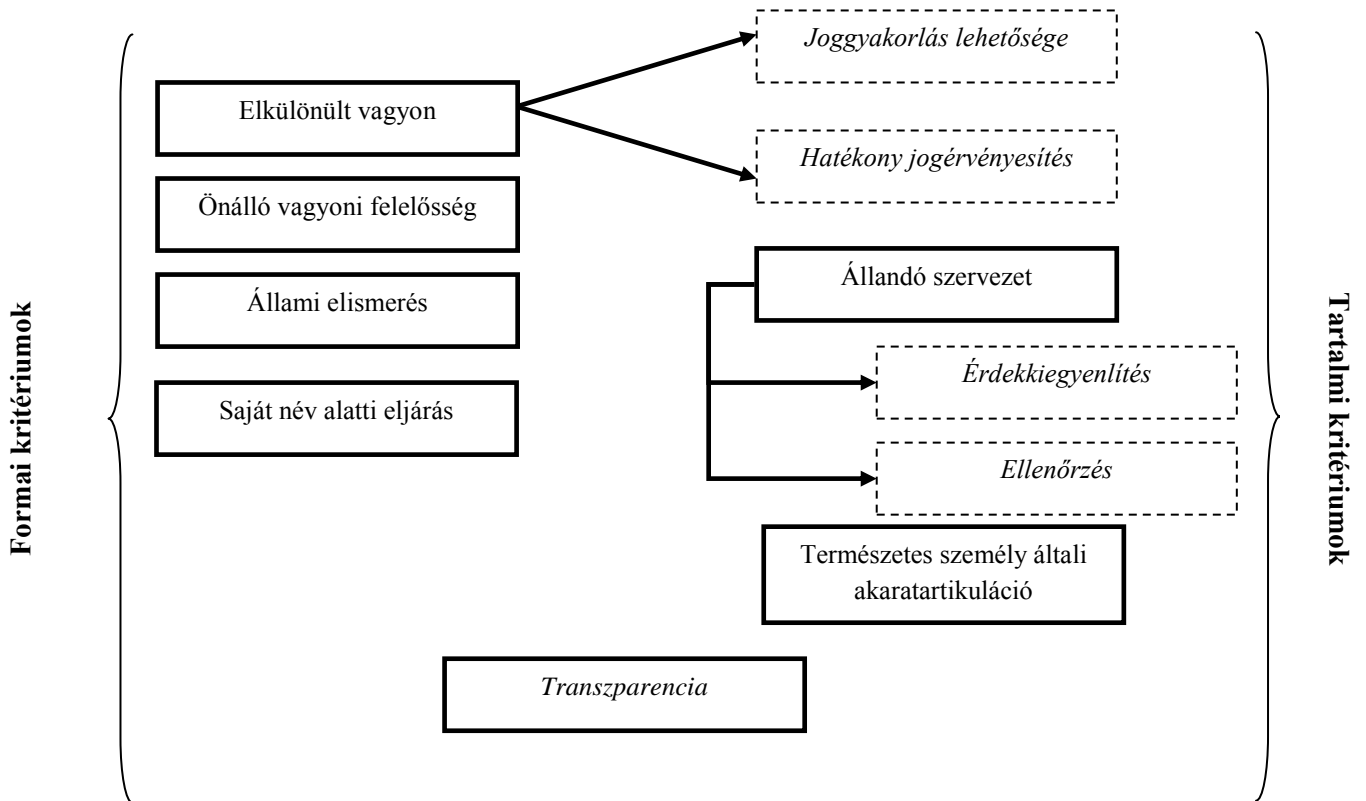 Formai kritériumok
Elkülönült vagyon
Önálló vagyoni felelősség
Állami elismerés
Saját név alatti eljárás
Joggyakorlás lehetősége
Hatékony jogérvényesítés
Állandó szervezet
Érdekkiegyenlítés
Ellenőrzés
Természetes személy általi
akaratartikuláció
Transzparencia
Tartalmi kritériumok